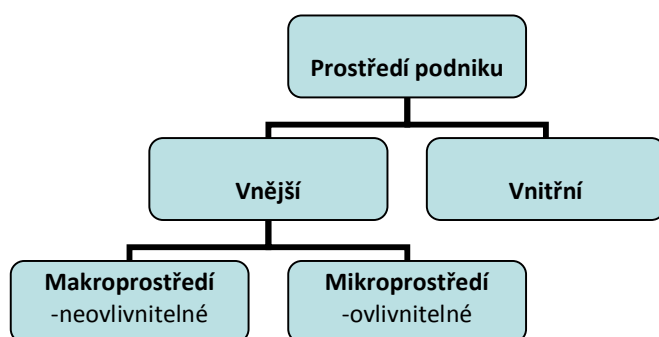 Prostředí podniku
Vnější
Vnitřní
Makroprostředí
-neovlivnitelné
Mikroprostředí
-ovlivnitelné